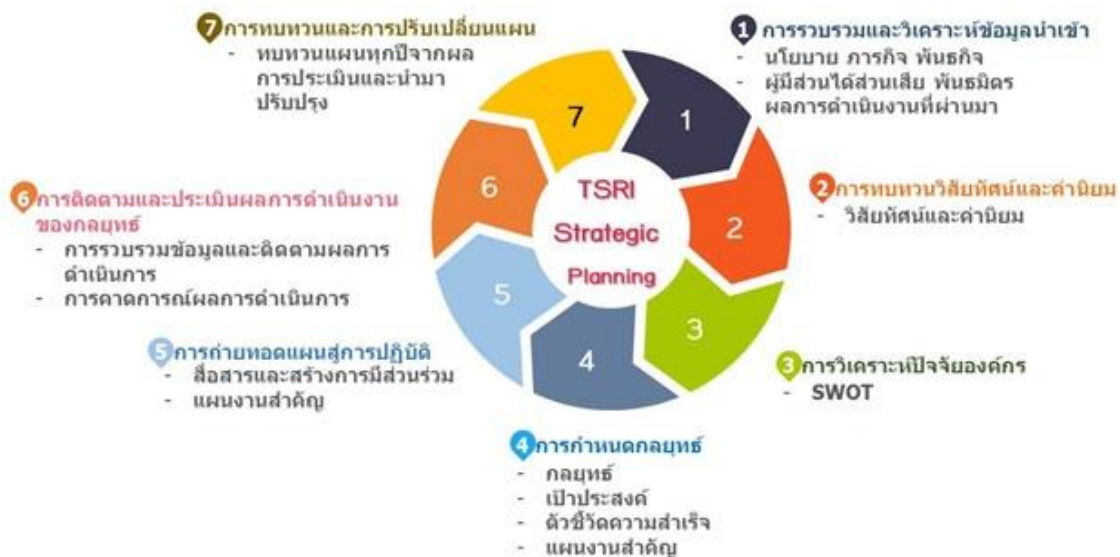 1 การรวบรวมและวิเคราะห์ข้อมูลนำเข้า
- นโยบาย ภารกิจ พันธกิจ
- ผู้มีส่วนได้ส่วนเสีย พันธมิตร
ผลการดำเนินงานที่ผ่านมา
2 การทบทวนวิสัยทัศน์และค่านิยม
- วิสัยทัศน์และค่านิยม
3 การวิเคราะห์ปัจจัยองค์กร
- SWOT
4 การกำหนดกลยุทธ์
- กลยุทธ์
- เป้าประสงค์
- ตัวชี้วัดความสำเร็จ
- แผนงานสำคัญ
5 การถ่ายทอดแผนสู่การปฏิบัติ
- สื่อสารและสร้างการมีส่วนร่วม
- แผนงานสำคัญ
6 การติดตามและประเมินผลการดำเนินงาน
ของกลยุทธ์
- การรวบรวมข้อมูลและติดตามผลการ
ดำเนินการ
- การคาดการณ์ผลการดำเนินการ
7 การทบทวนและการปรับเปลี่ยนแผน
- ทบทวนแผนทุกปีจากผล
การประเมินและนำมา
ปรับปรุง
1
2
3
4
5
6
7
TSRI
Strategic
Planning